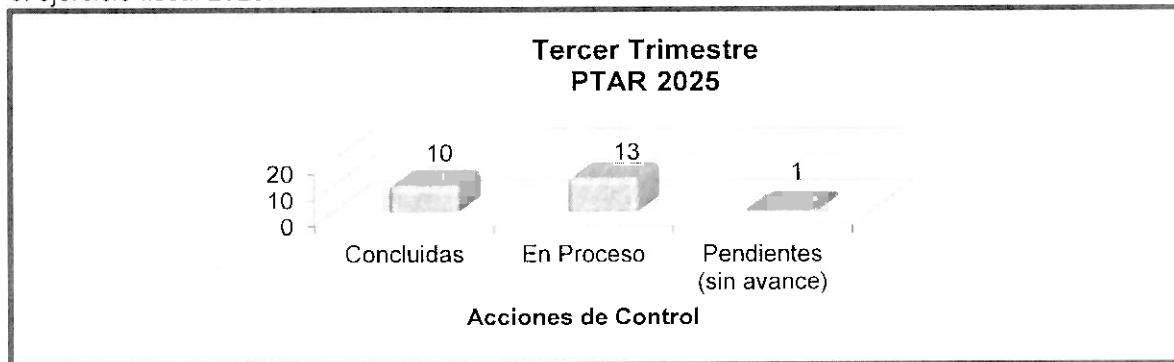 Tercer Trimestre
PTAR 2025
10
13
1
20
10
0
Concluidas
En Proceso
Pendientes
(sin avance)
Acciones de Control